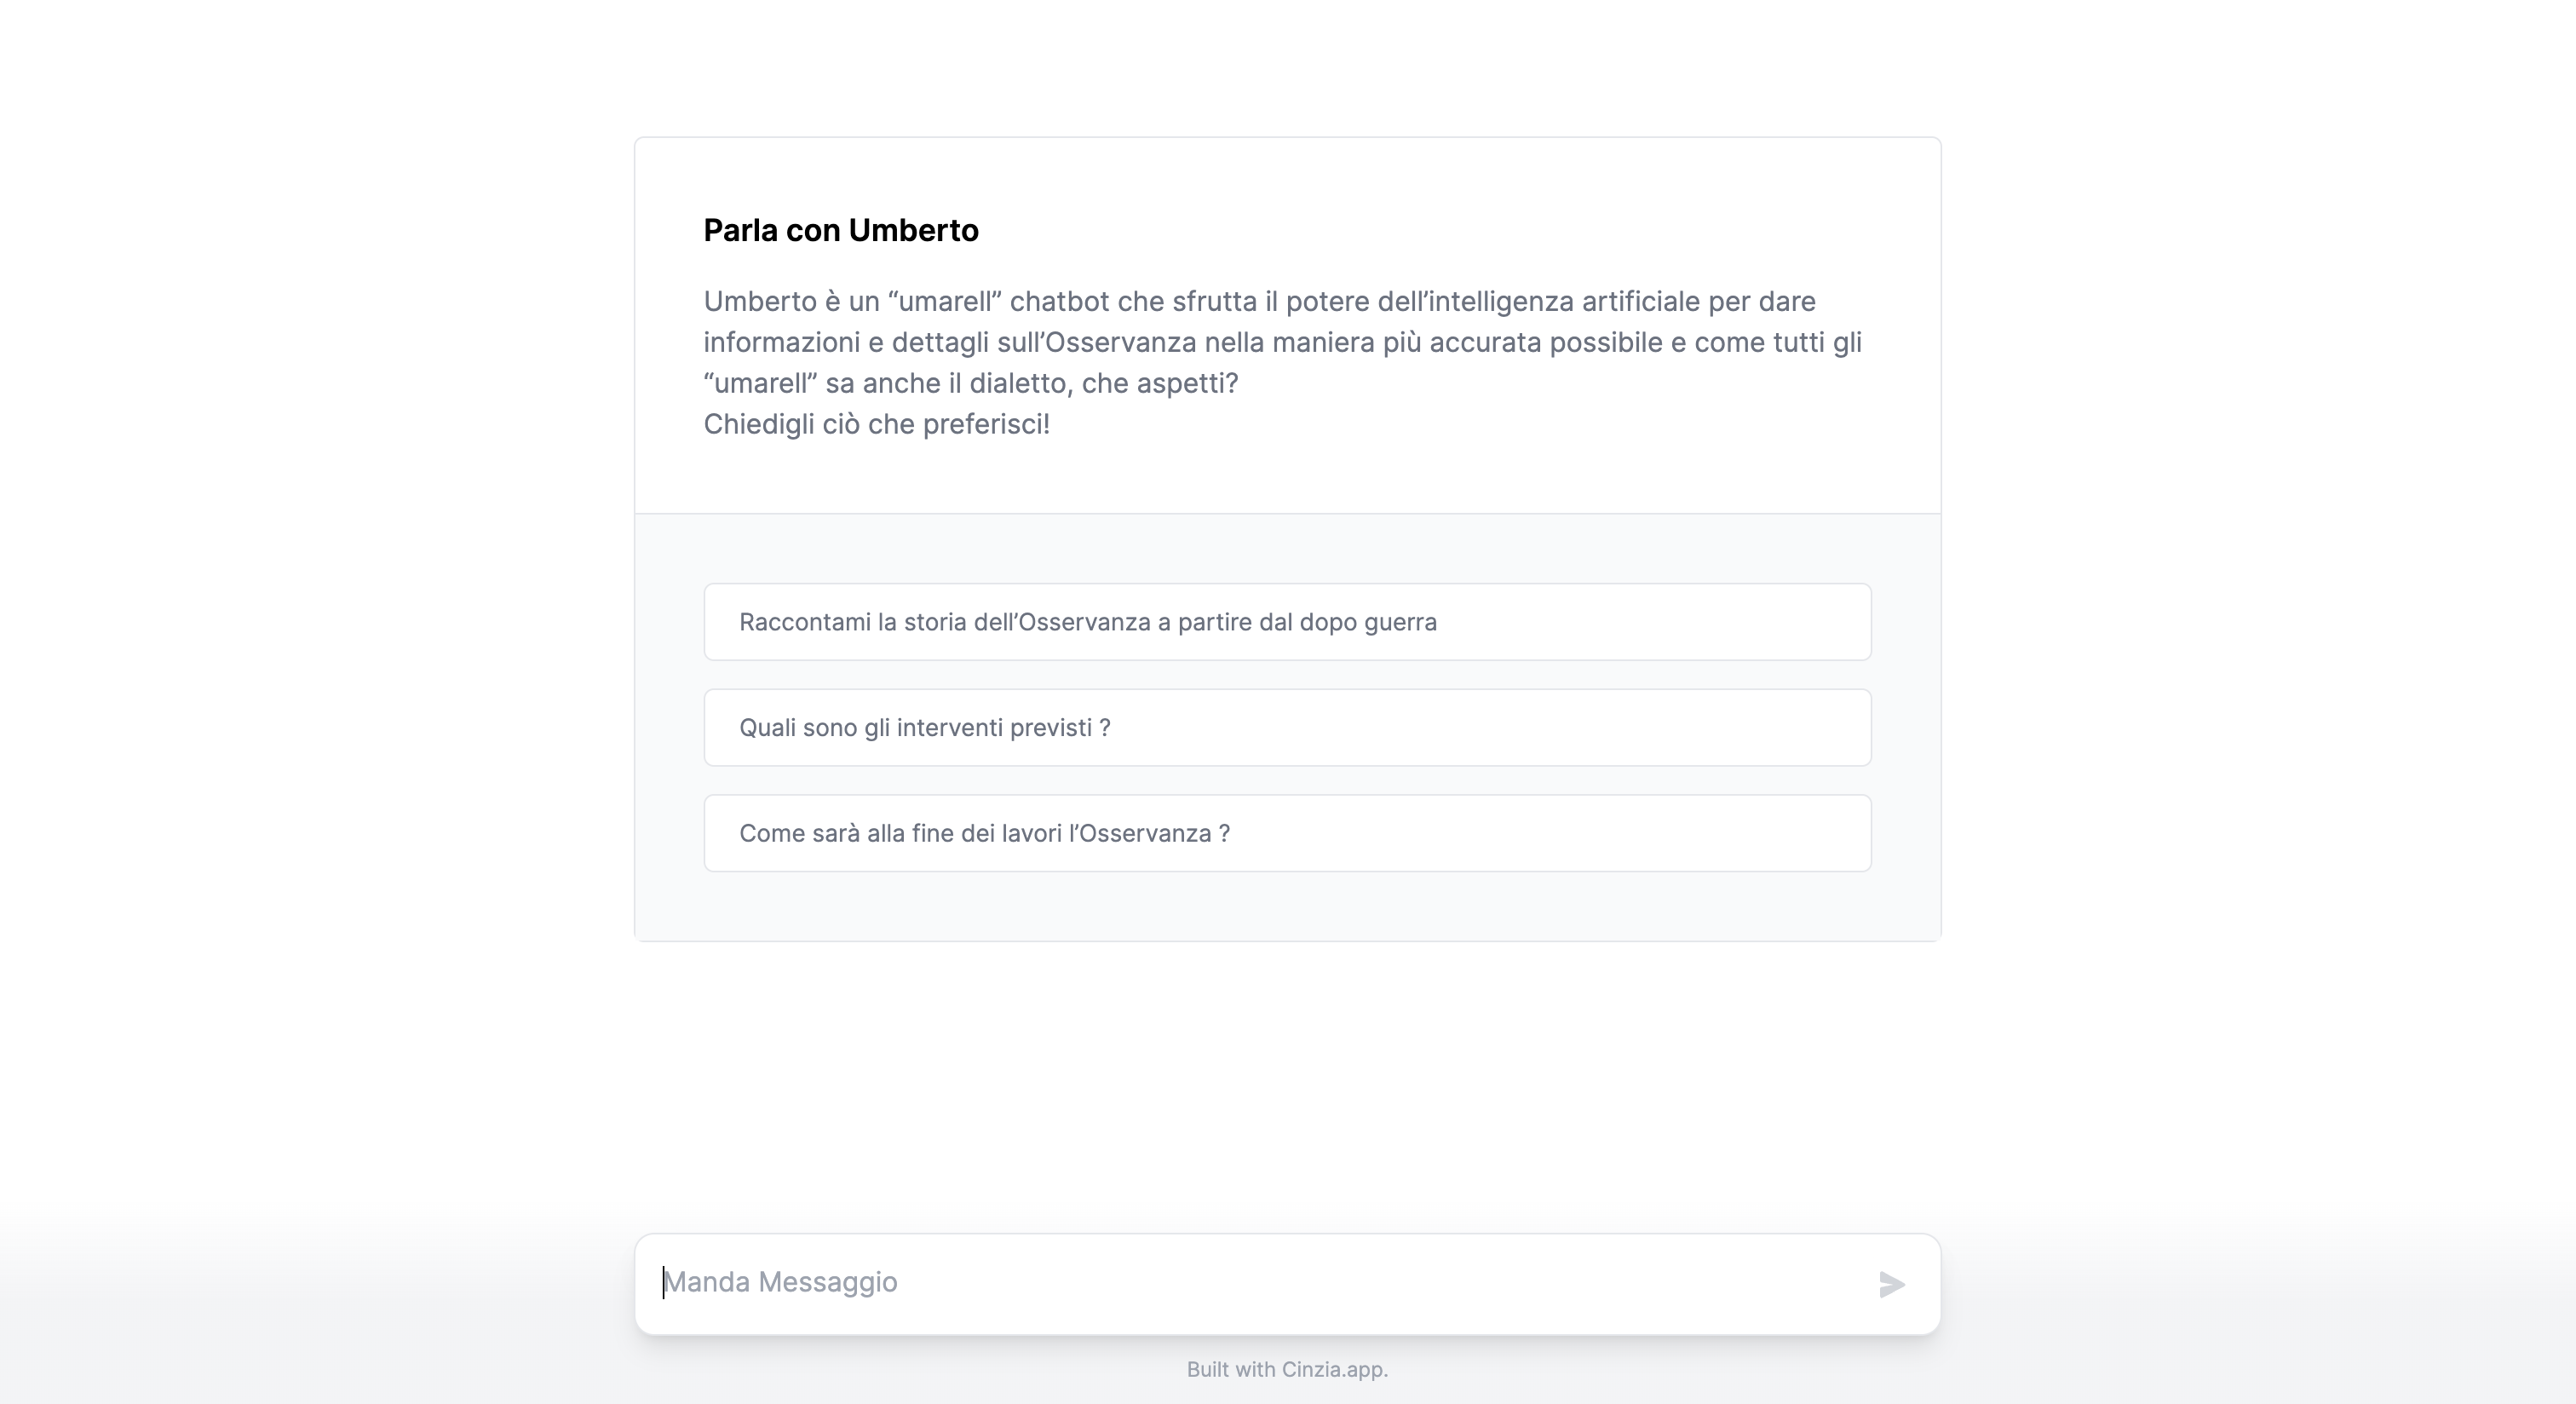 Parla con Umberto
Umberto è un “umarell” chatbot che sfrutta il potere dell’intelligenza artificiale per dare
informazioni e dettagli sull’Osservanza nella maniera più accurata possibile e come tutti gli
“umarell” sa anche il dialetto, che aspetti?
Chiedigli ciò che preferisci!
Raccontami la storia dell’Osservanza a partire dal dopo guerra
Quali sono gli interventi previsti ?
Come sarà alla fine dei lavori l’Osservanza ?
Manda Messaggio
Built with Cinzia.app.